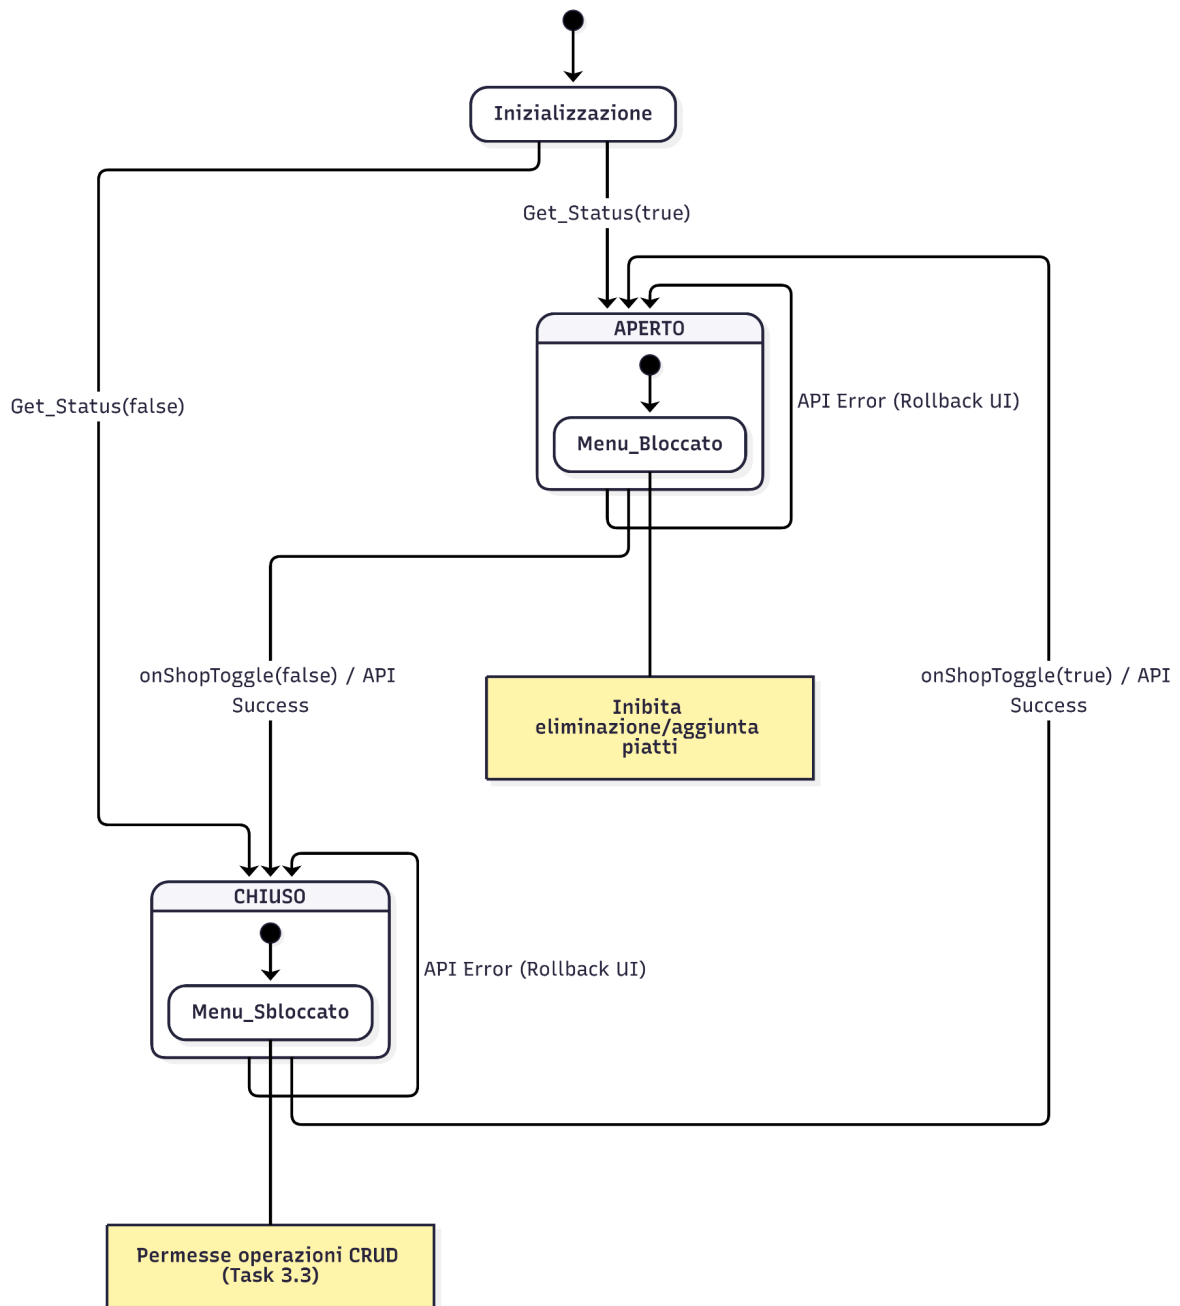 Inizializzazione
Get_Status(true)
APERTO
Get_Status(false)
API Error (Rollback UI)
Menu_Bloccato
onShopToggle(false) / API
Success
onShopToggle(true) / API
Success
Inibita
eliminazione/aggiunta
piatti
CHIUSO
API Error (Rollback UI)
Menu_Sbloccato
Permesse operazioni CRUD
(Task 3.3)